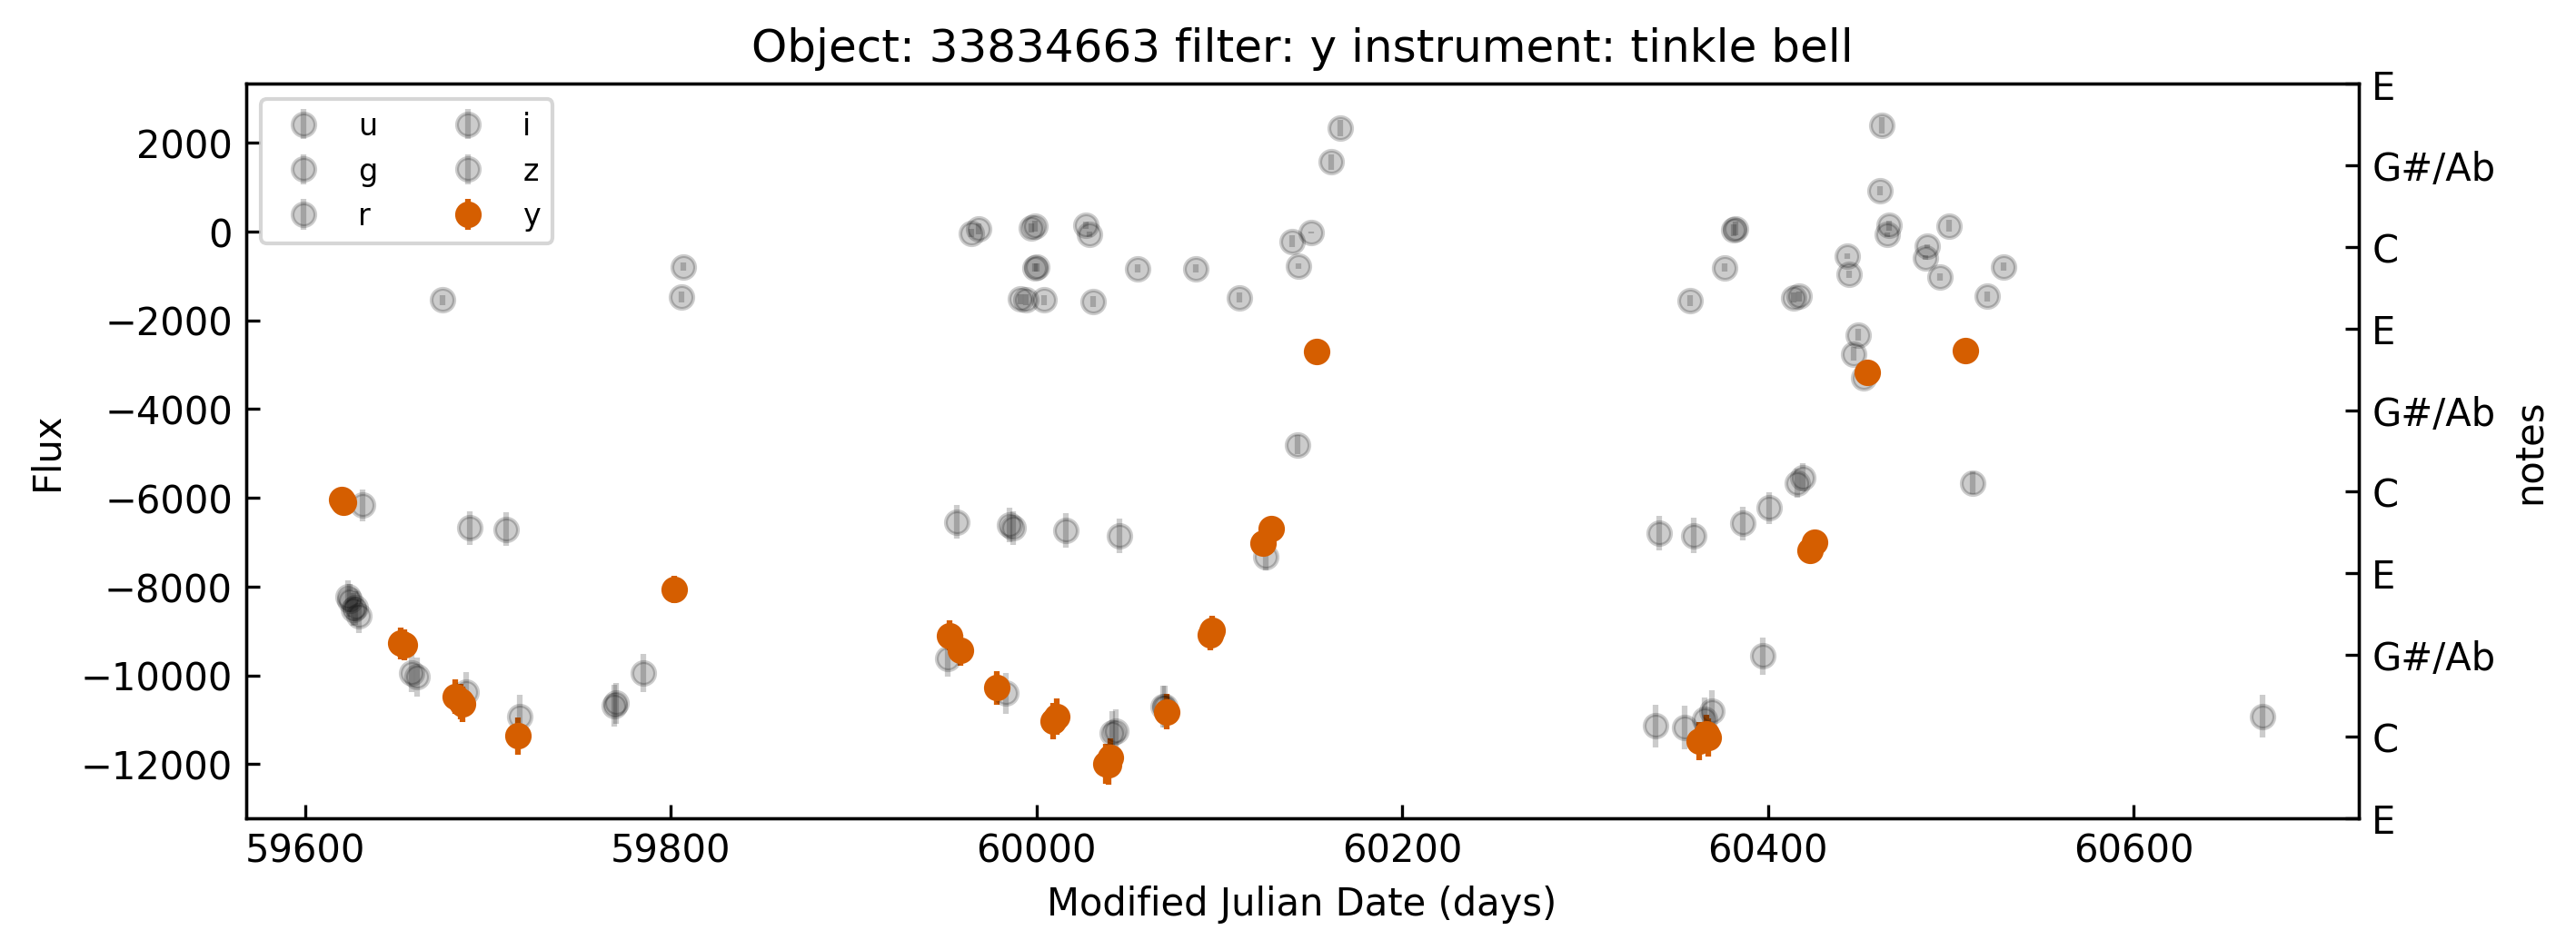 Object: 33834663 filter: y instrument: tinkle bell
u
g
r
i
z
y
Flux
2000
0
−2000
−4000
−6000
−8000
−10000
−12000
E
G#/Ab
C
E
G#/Ab
C
E
G#/Ab
C
E
notes
59600
59800
60000
60200
60400
60600
Modified Julian Date (days)